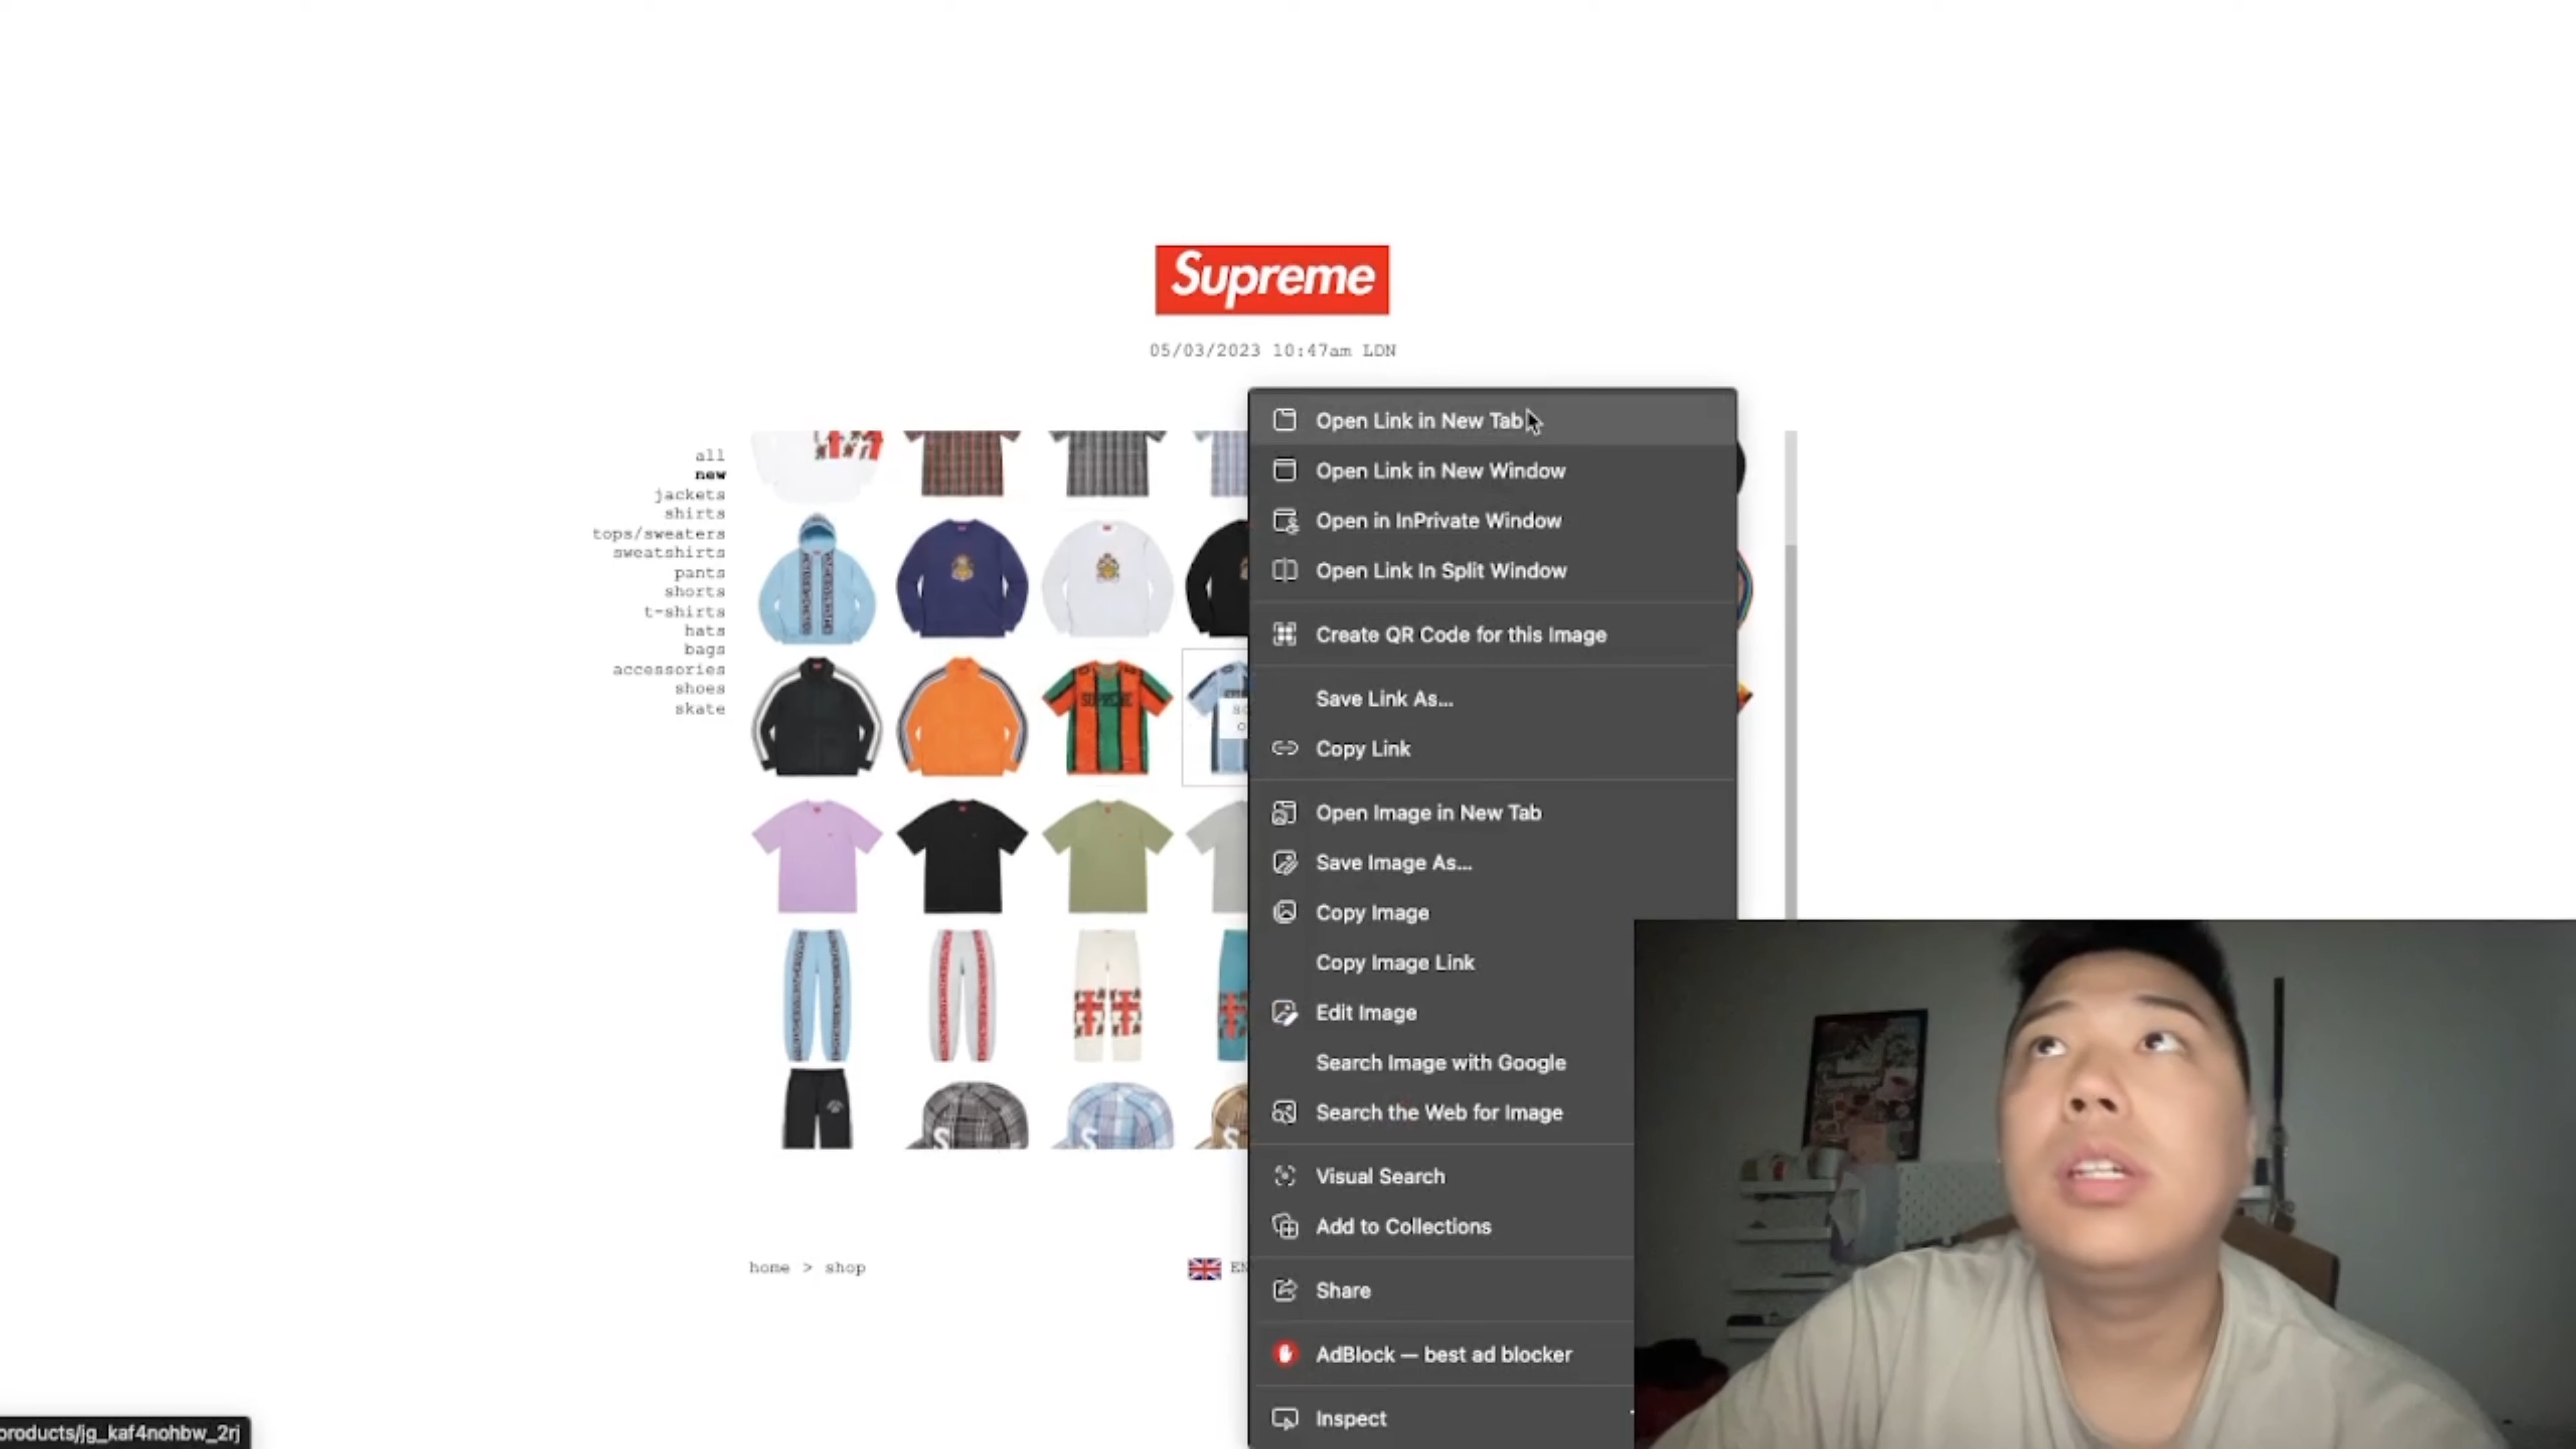 Supreme
05/03/2023 10:47am LDN
all
new
jackets
shirts
tops/sweaters
sweatshirts
pants
shorts
t-shirts
hats
bags
accessories
shoes
skate
SUPREME
S
S
Open Link in New Tab
Open Link in New Window
Open in InPrivate Window
Open Link In Split Window
Create QR Code for this Image
Save Link As...
Copy Link
Open Image in New Tab
Save Image As...
Copy Image
Copy Image Link
Edit Image
Search Image with Google
Search the Web for Image
Visual Search
Add to Collections
Share
AdBlock — best ad blocker
Inspect
home > shop
EN
products/jg_kaf4nohbw_2rj